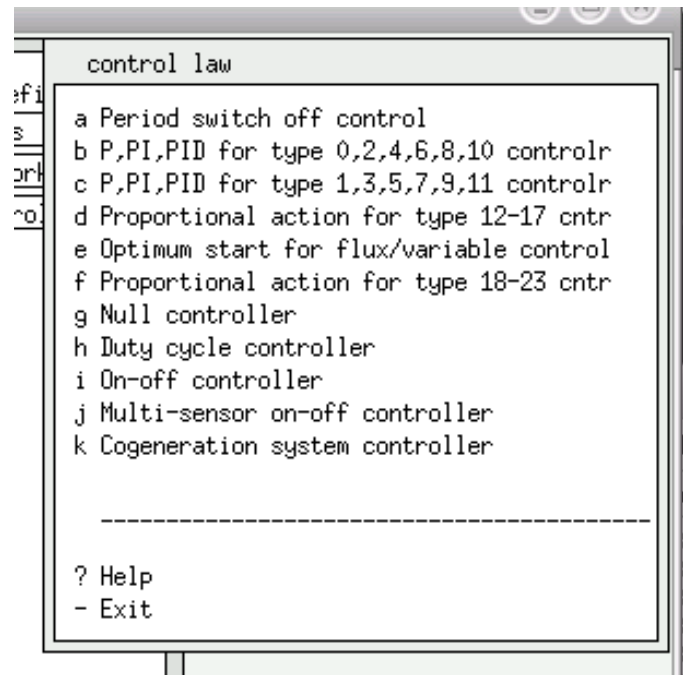 control law
efi
s
ork
rol
a Period switch off control
b P,PI,PID for type 0,2,4,6,8,10 controlr
c P,PI,PID for type 1,3,5,7,9,11 controlr
d Proportional action for type 12-17 cntr
e Optimum start for flux/variable control
f Proportional action for type 18-23 cntr
g Null controller
h Duty cycle controller
i On-off controller
j Multi-sensor on-off controller
k Cogeneration system controller
-----------------------------------------
? Help
- Exit